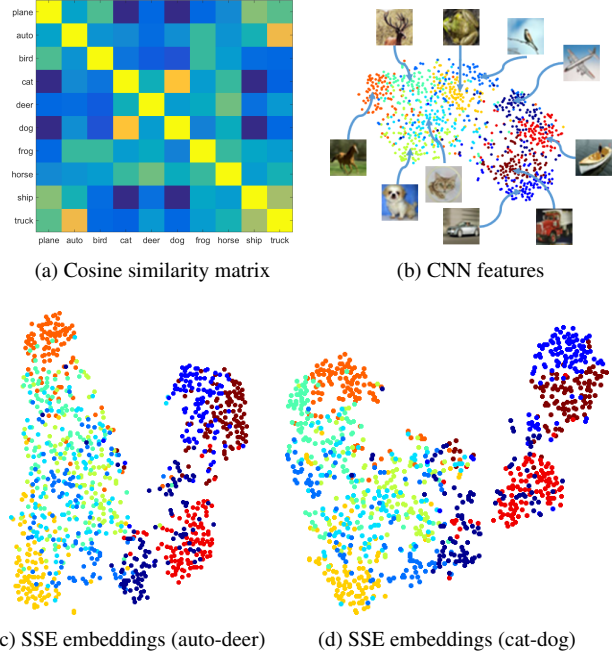 plane
auto
bird
cat
deer
dog
frog
horse
ship
truck
plane auto bird cat deer dog frog horse ship truck
(a) Cosine similarity matrix
(b) CNN features
c) SSE embeddings (auto-deer)
(d) SSE embeddings (cat-dog)